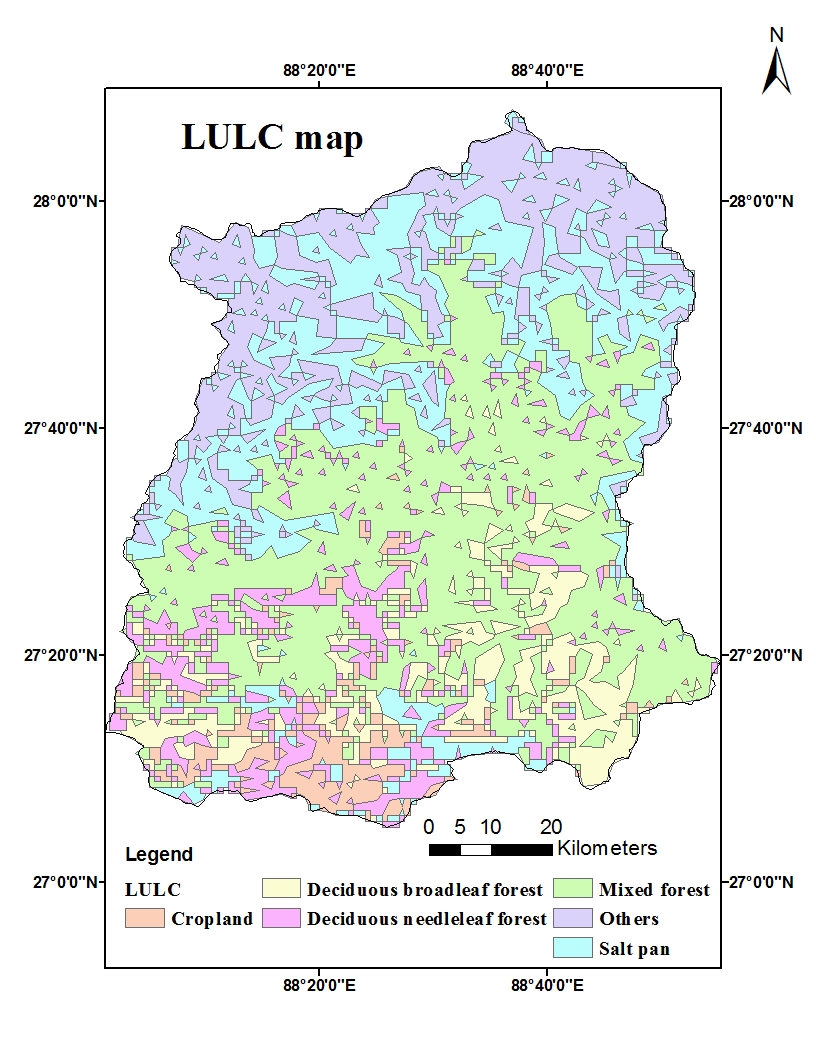 N
88°20'0"E 88°40'0"E
LULC map
28°0'0"N 28°0'0"N
27°40'0"N 27°40'0"N
27°20'0"N 27°20'0"N
0 5 10 20
Kilometers
Legend
27°0'0"N 27°0'0"N
LULC Deciduous broadleaf forest Mixed forest
Cropland Deciduous needleleaf forest Others
Salt pan
88°20'0"E 88°40'0"E